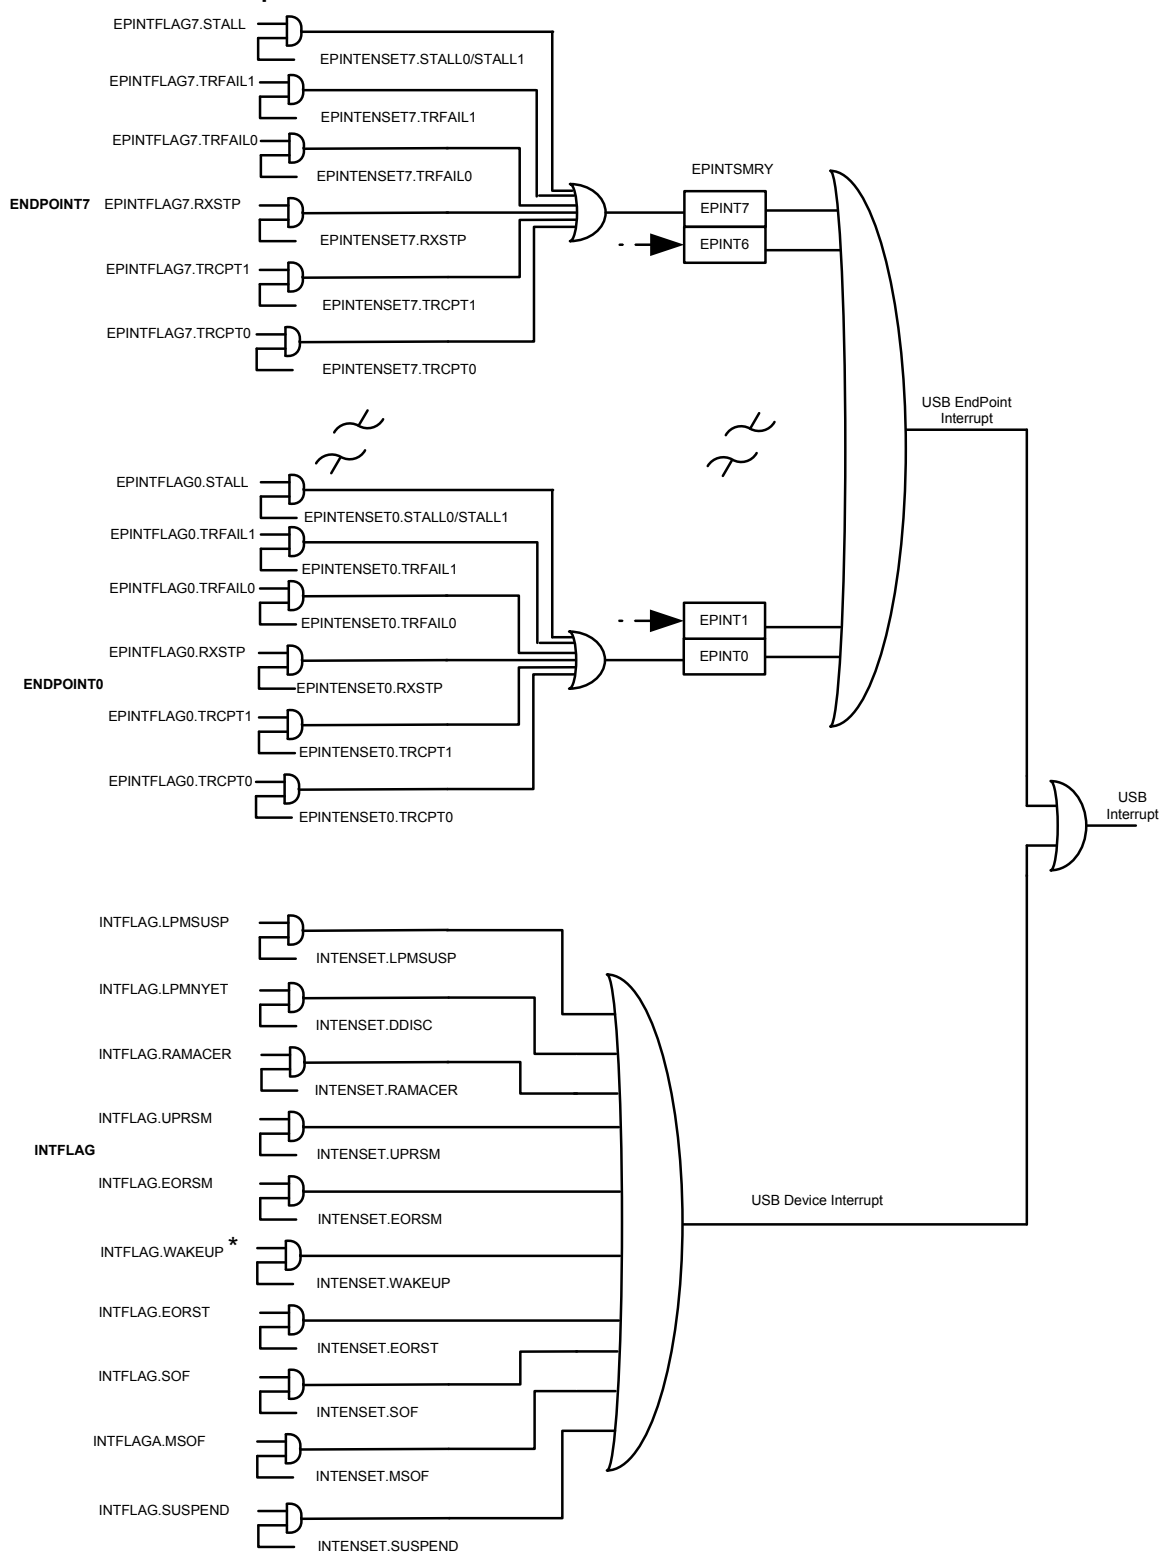 EPINTFLAG7.STALL
EPINTENSET7.STALL0/STALL1
EPINTFLAG7.TRFAIL1
EPINTENSET7.TRFAIL1
EPINTFLAG7.TRFAIL0
EPINTENSET7.TRFAIL0
ENDPOINT7
EPINTFLAG7.RXSTP
EPINTENSET7.RXSTP
EPINTFLAG7.TRCPT1
EPINTENSET7.TRCPT1
EPINTFLAG7.TRCPT0
EPINTENSET7.TRCPT0
EPINTSMRY
EPINT7
EPINT6
USB EndPoint
Interrupt
EPINTFLAG0.STALL
EPINTENSET0.STALL0/STALL1
EPINTFLAG0.TRFAIL1
EPINTENSET0.TRFAIL1
EPINTFLAG0.TRFAIL0
EPINTENSET0.TRFAIL0
EPINTFLAG0.RXSTP
EPINTENSET0.RXSTP
ENDPOINT0
EPINTFLAG0.TRCPT1
EPINTENSET0.TRCPT1
EPINTFLAG0.TRCPT0
EPINTENSET0.TRCPT0
EPINT1
EPINT0
USB
Interrupt
INTFLAG.LPMSUSP
INTENSET.LPMSUSP
INTFLAG.LPMNYET
INTENSET.DDISC
INTFLAG.RAMACER
INTENSET.RAMACER
INTFLAG.UPRSM
INTENSET.UPRSM
INTFLAG
INTFLAG.EORSM
INTENSET.EORSM
INTFLAG.WAKEUP *
INTENSET.WAKEUP
INTFLAG.EORST
INTENSET.EORST
INTFLAG.SOF
INTENSET.SOF
INTFLAGA.MSOF
INTENSET.MSOF
INTFLAG.SUSPEND
INTENSET.SUSPEND
USB Device Interrupt